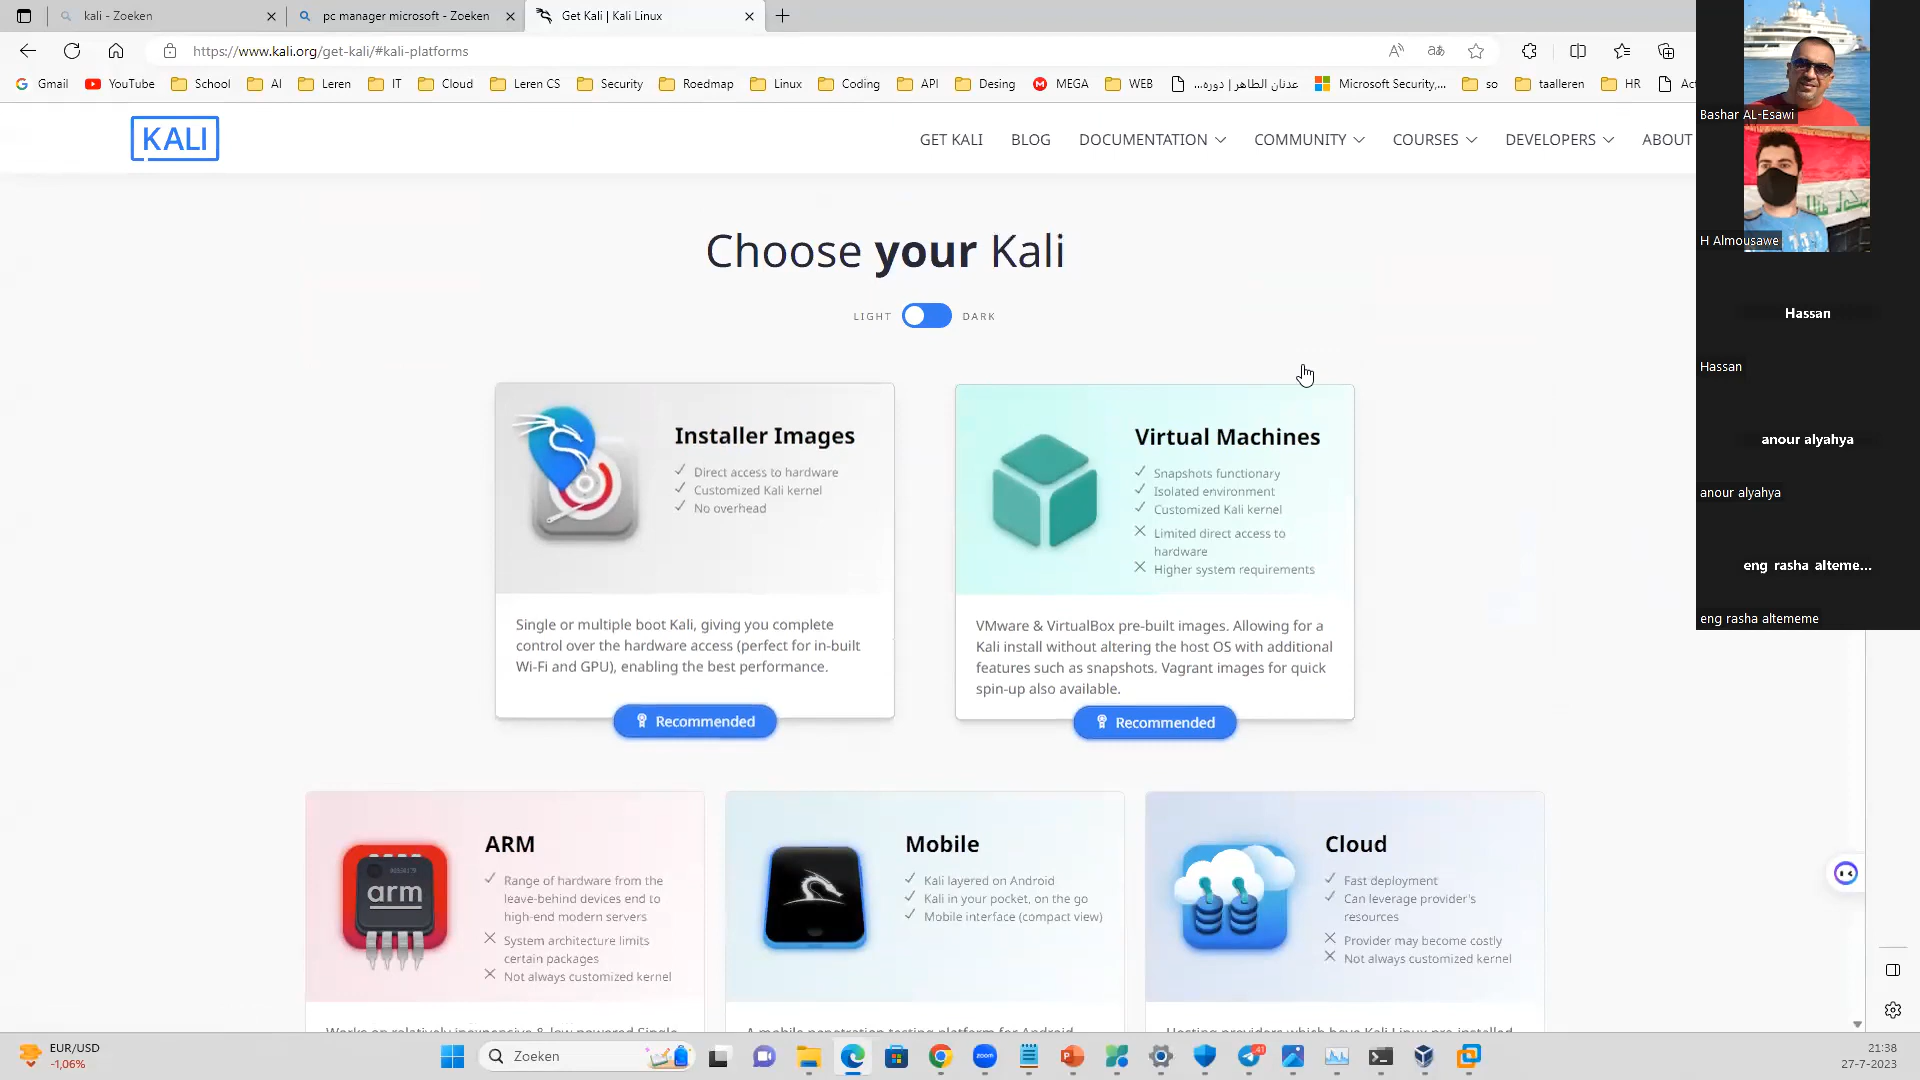 kali - Zoeken
pc manager microsoft - Zoeken
Get Kali | Kali Linux
https://www.kali.org/get-kali/#kali-platforms
Gmail
YouTube
School
AI
Leren
IT
Cloud
Leren CS
Security
Roedmap
Linux
Coding
API
Desing
MEGA
WEB
عدنان الطاهر | دوره...
Microsoft Security,...
so
taalleren
HR
KALI
GET KALI
BLOG
DOCUMENTATION
COMMUNITY
COURSES
DEVELOPERS
ABOUT
Choose your Kali
LIGHT
DARK
Installer Images
Direct access to hardware
Customized Kali kernel
No overhead
Single or multiple boot Kali, giving you complete
control over the hardware access (perfect for in-built
Wi-Fi and GPU), enabling the best performance.
Recommended
Virtual Machines
Snapshots functionary
Isolated environment
Customized Kali kernel
Limited direct access to
hardware
Higher system requirements
VMware & VirtualBox pre-built images. Allowing for a
Kali install without altering the host OS with additional
features such as snapshots. Vagrant images for quick
spin-up also available.
Recommended
arm
ARM
Range of hardware from the
leave-behind devices end to
high-end modern servers
System architecture limits
certain packages
Not always customized kernel
Mobile
Kali layered on Android
Kali in your pocket, on the go
Mobile interface (compact view)
Cloud
Fast deployment
Can leverage provider's
resources
Provider may become costly
Not always customized kernel
Bashar AL-Esawi
H Almousawe
Hassan
Hassan
anour alyahya
anour alyahya
eng rasha alteme...
eng rasha altememe
EUR/USD
-1,06%
Zoeken
zoom
41
21:38
27-7-2023